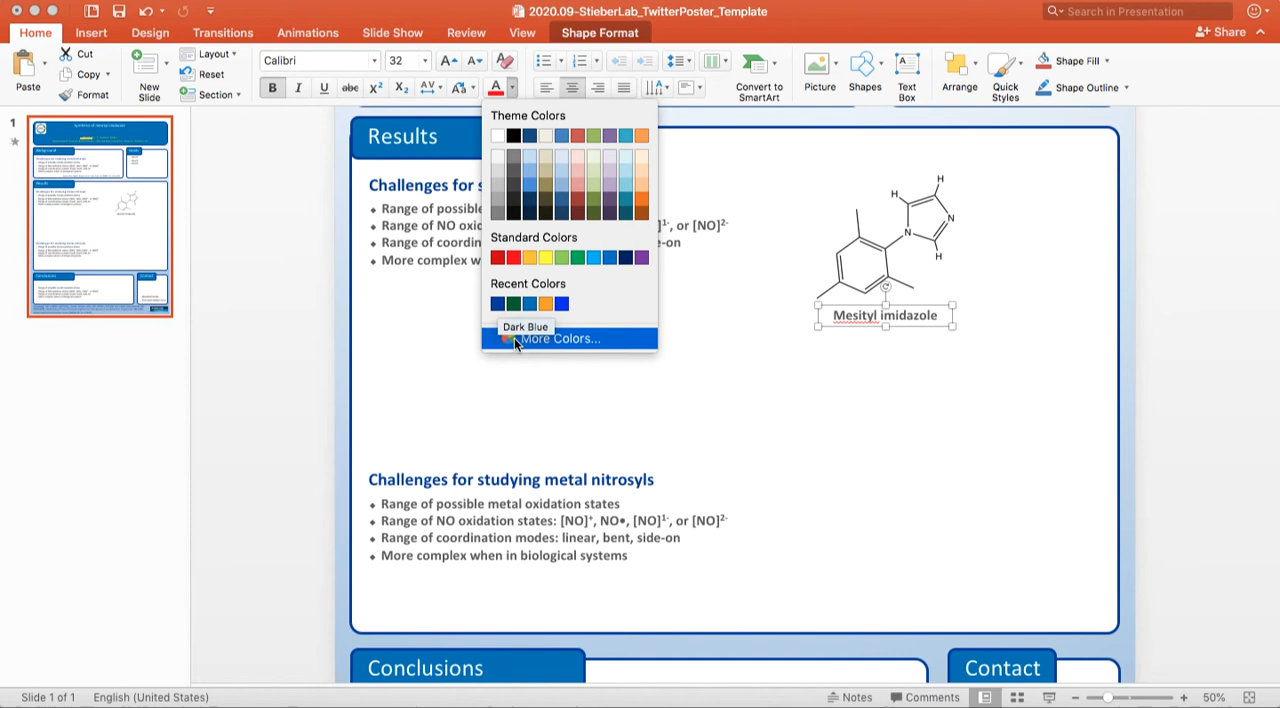 2020.09-StieberLab_TwitterPoster_Template
Search in Presentation
Home Insert Design Transitions Animations Slide Show Review View Shape Format
Share
Paste
Cut
Copy
Format
New
Slide
Layout
Reset
Section
Calibri
32
Convert to
SmartArt
Picture
Shapes
Text
Box
Arrange
Quick
Styles
Shape Fill
Shape Outline
1
Theme Colors
Standard Colors
Recent Colors
Dark Blue
More Colors...
Results
Challenges for s
Range of possible
Range of NO oxid
]¹⁻, or [NO]²⁻
Range of coordin
e-on
More complex w
H
H
N
N
H
Mesityl imidazole
Challenges for studying metal nitrosyls
Range of possible metal oxidation states
Range of NO oxidation states: [NO]⁺, NO•, [NO]¹⁻, or [NO]²⁻
Range of coordination modes: linear, bent, side-on
More complex when in biological systems
Conclusions
Contact
Slide 1 of 1
English (United States)
Notes
Comments
50%